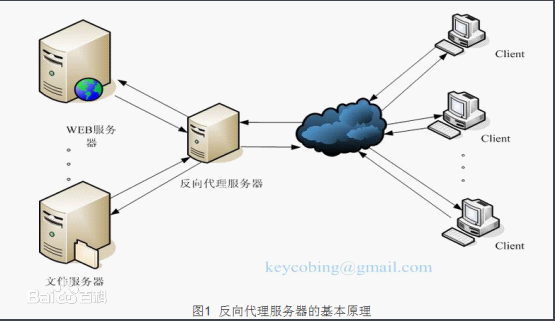 Client
WEB服务
器
Client
反向代理服务器
Client
keycobing@gmail.com
文件服务器
Bai百科
图1 反向代理服务器的基本原理